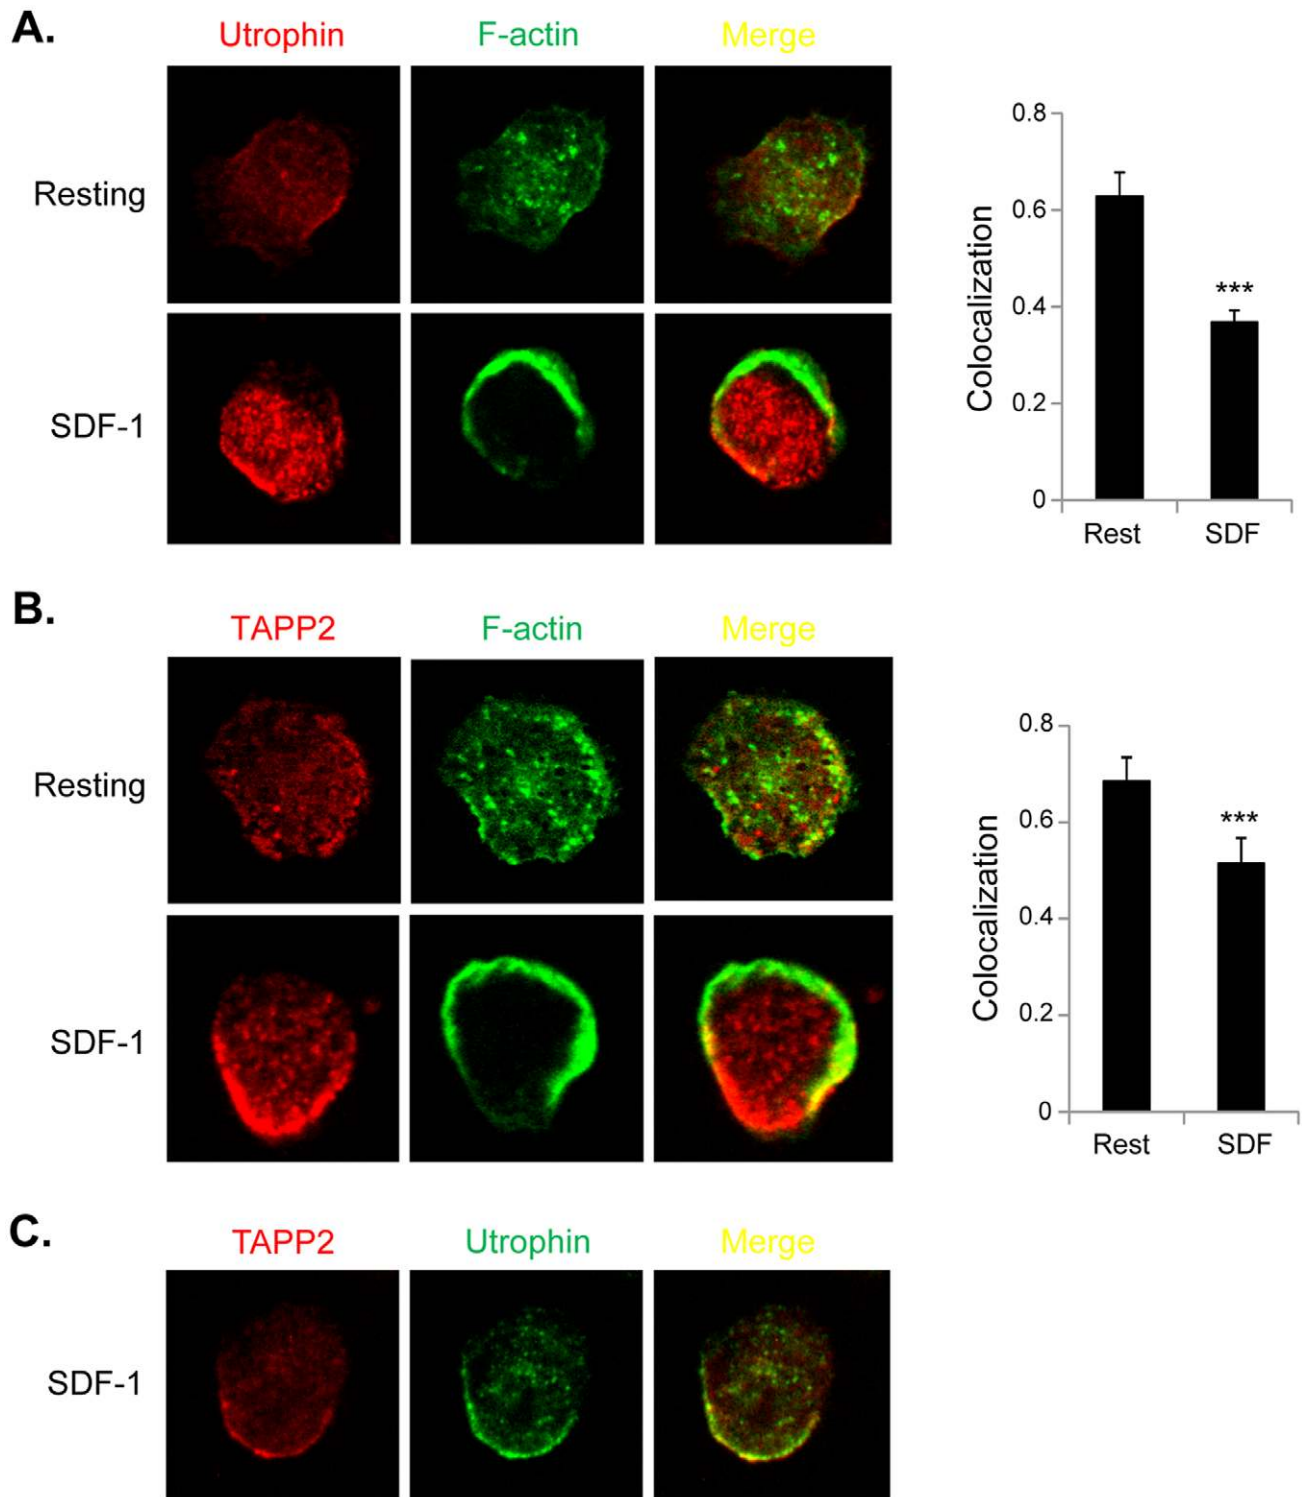 A.
Utrophin F-actin Merge
Resting
SDF-1
0.8
0.6
0.4
0.2
0
Colocalization
***
Rest SDF
B.
TAPP2 F-actin Merge
Resting
SDF-1
0.8
0.6
0.4
0.2
0
Colocalization
***
Rest SDF
C.
TAPP2 Utrophin Merge
SDF-1